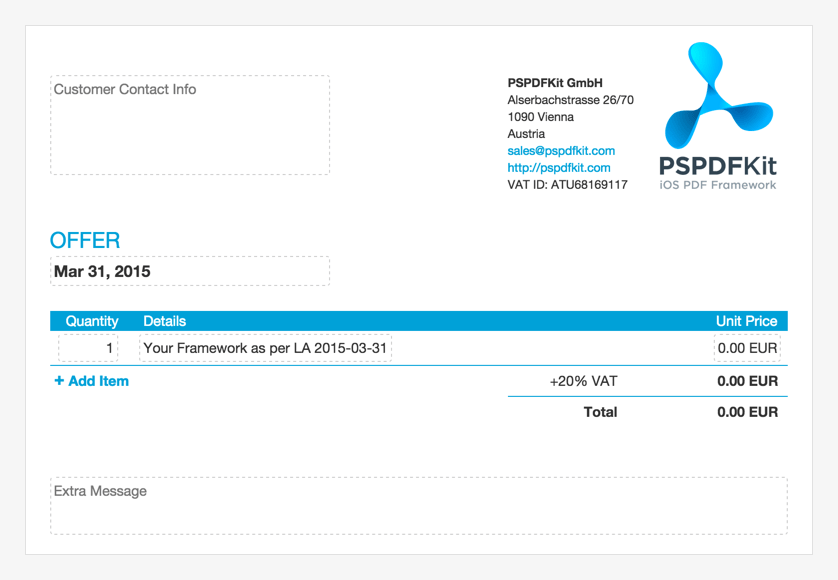 Customer Contact Info
PSPDFKit GmbH
Alserbachstrasse 26/70
1090 Vienna
Austria
sales@pspdfkit.com
http://pspdfkit.com
VAT ID: ATU68169117
PSPDFKit
iOS PDF Framework
OFFER
Mar 31, 2015
Quantity Details Unit Price
1 Your Framework as per LA 2015-03-31 0.00 EUR
+ Add Item +20% VAT 0.00 EUR
Total 0.00 EUR
Extra Message